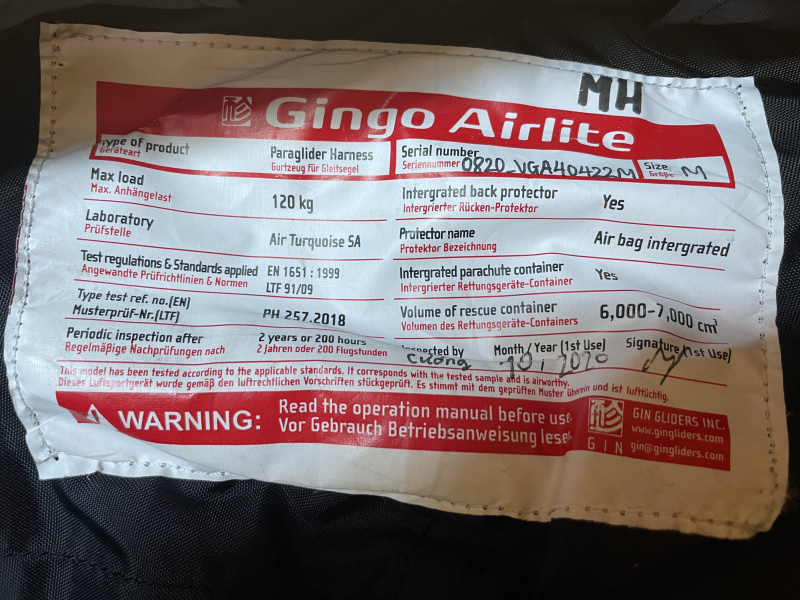 MH
Gingo Airlite
Type of product
Geräteart
Paraglider Harness
Gurtzeug für Gleitsegel
Serial number
Seriennummer
0820_VGA40422M
Size
Größe
M
Max load
Max. Anhängelast
120 kg
Intergrated back protector
Intergrierter Rücken-Protektor
Yes
Laboratory
Prüfstelle
Air Turquoise SA
Protector name
Protektor Bezeichnung
Air bag intergrated
Test regulations & Standards applied
Angewandte Prüfrichtlinien & Normen
EN 1651 : 1999
LTF 91/09
Intergrated parachute container
Intergrierter Rettungsgeräte-Container
Yes
Type test ref. no.(EN)
Musterprüf-Nr.(LTF)
PH 257.2018
Volume of rescue container
Volumen des Rettungsgeräte-Containers
6,000-7,000 cm³
Periodic inspection after
Regelmäßige Nachprüfungen nach
2 years or 200 hours
2 Jahren oder 200 Flugstunden
Inspected by
Cuong
Month / Year (1st Use)
10, 2020
Signature (1st Use)
This model has been tested according to the applicable standards. It corresponds with the tested sample and is airworthy.
Dieses Luftsportgerät wurde gemäß den luftrechtlichen Vorschriften stückgeprüft. Es stimmt mit dem geprüften Muster überein und ist lufttüchtig.
WARNING:
Read the operation manual before use.
Vor Gebrauch Betriebsanweisung lesen.
GIN
GIN GLIDERS INC.
www.gingliders.com
gin@gingliders.com